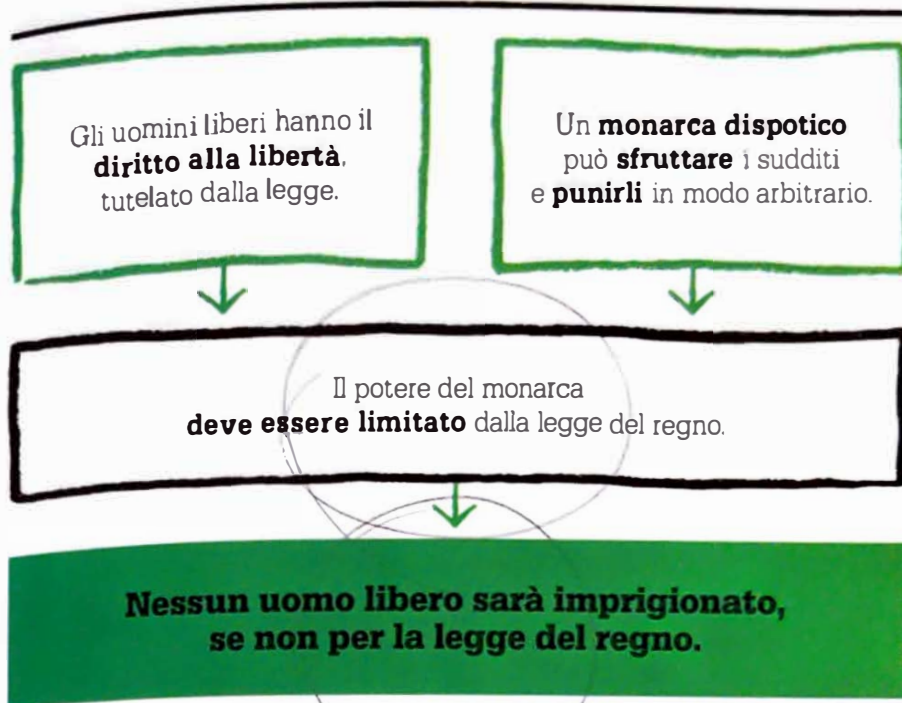 Gli uomini liberi hanno il
diritto alla libertà,
tutelato dalla legge.
Un monarca dispotico
può sfruttare i sudditi
e punirli in modo arbitrario.
Il potere del monarca
deve essere limitato dalla legge del regno.
Nessun uomo libero sarà imprigionato,
se non per la legge del regno.